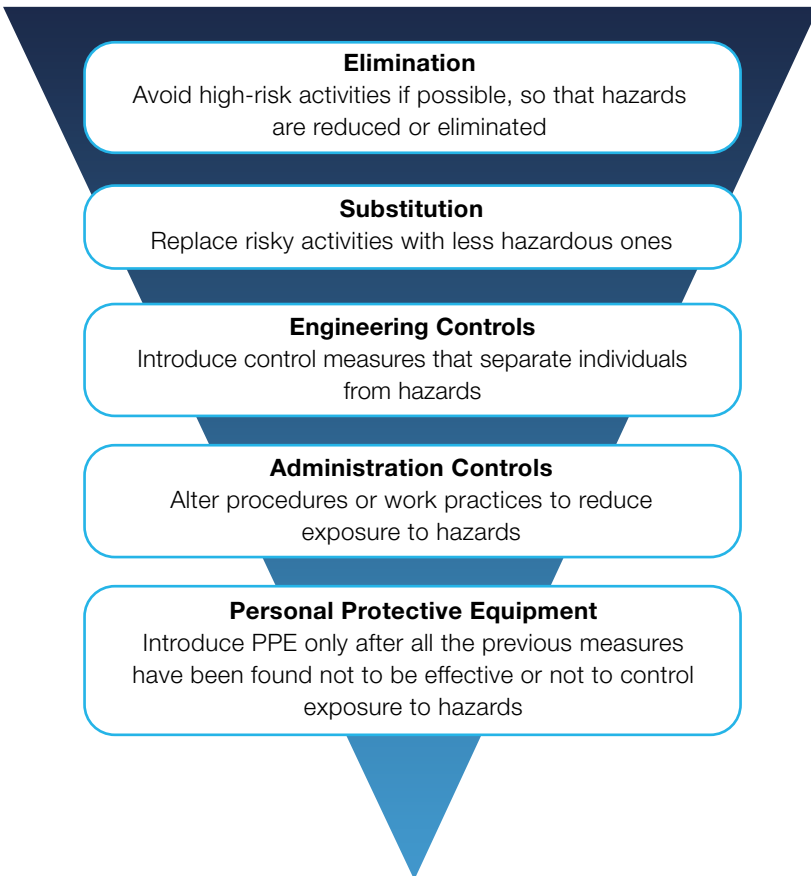 Elimination
Avoid high-risk activities if possible, so that hazards
are reduced or eliminated
Substitution
Replace risky activities with less hazardous ones
Engineering Controls
Introduce control measures that separate individuals
from hazards
Administration Controls
Alter procedures or work practices to reduce
exposure to hazards
Personal Protective Equipment
Introduce PPE only after all the previous measures
have been found not to be effective or not to control
exposure to hazards